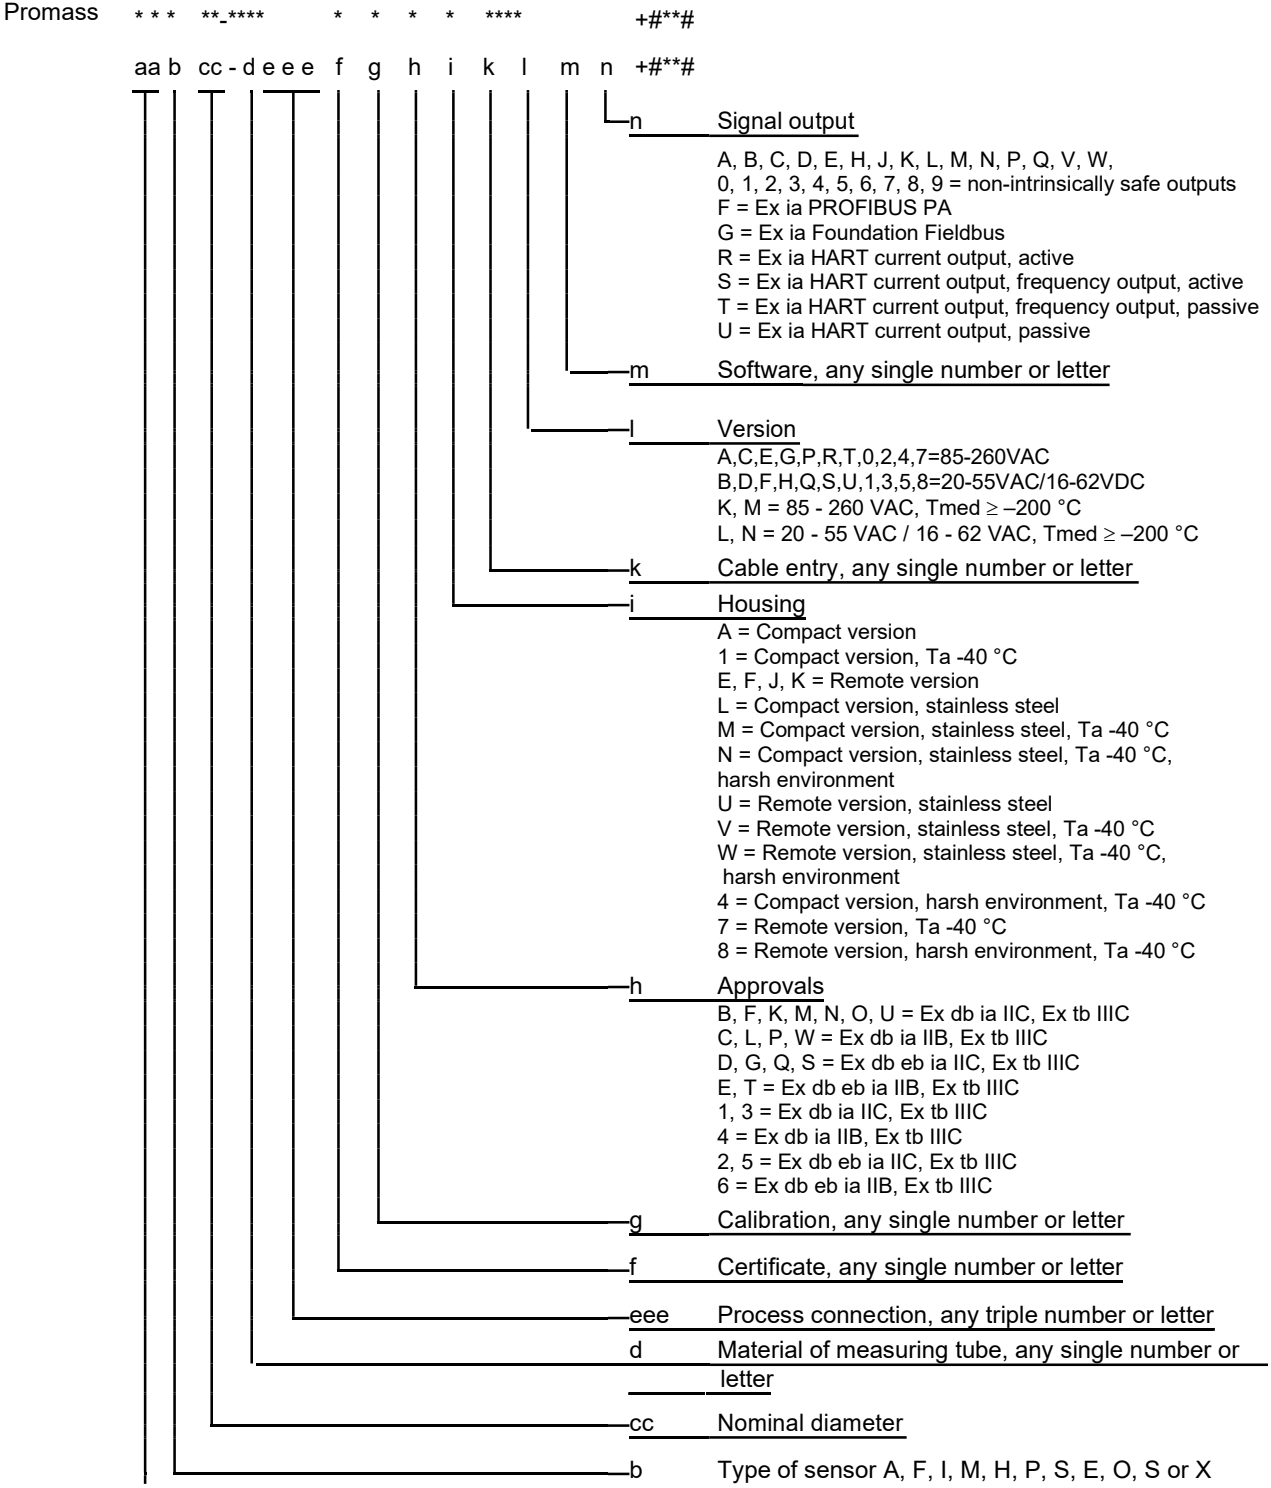 Promass * * * **-**** * * * * **** +#**#
aa b cc - d e e e f g h i k l m n +#**#
n Signal output
A, B, C, D, E, H, J, K, L, M, N, P, Q, V, W,
0, 1, 2, 3, 4, 5, 6, 7, 8, 9 = non-intrinsically safe outputs
F = Ex ia PROFIBUS PA
G = Ex ia Foundation Fieldbus
R = Ex ia HART current output, active
S = Ex ia HART current output, frequency output, active
T = Ex ia HART current output, frequency output, passive
U = Ex ia HART current output, passive
m Software, any single number or letter
l Version
A,C,E,G,P,R,T,0,2,4,7=85-260VAC
B,D,F,H,Q,S,U,1,3,5,8=20-55VAC/16-62VDC
K, M = 85 - 260 VAC, Tmed ≥ –200 °C
L, N = 20 - 55 VAC / 16 - 62 VAC, Tmed ≥ –200 °C
k Cable entry, any single number or letter
i Housing
A = Compact version
1 = Compact version, Ta -40 °C
E, F, J, K = Remote version
L = Compact version, stainless steel
M = Compact version, stainless steel, Ta -40 °C
N = Compact version, stainless steel, Ta -40 °C,
harsh environment
U = Remote version, stainless steel
V = Remote version, stainless steel, Ta -40 °C
W = Remote version, stainless steel, Ta -40 °C,
harsh environment
4 = Compact version, harsh environment, Ta -40 °C
7 = Remote version, Ta -40 °C
8 = Remote version, harsh environment, Ta -40 °C
h Approvals
B, F, K, M, N, O, U = Ex db ia IIC, Ex tb IIIC
C, L, P, W = Ex db ia IIB, Ex tb IIIC
D, G, Q, S = Ex db eb ia IIC, Ex tb IIIC
E, T = Ex db eb ia IIB, Ex tb IIIC
1, 3 = Ex db ia IIC, Ex tb IIIC
4 = Ex db ia IIB, Ex tb IIIC
2, 5 = Ex db eb ia IIC, Ex tb IIIC
6 = Ex db eb ia IIB, Ex tb IIIC
g Calibration, any single number or letter
f Certificate, any single number or letter
eee Process connection, any triple number or letter
d Material of measuring tube, any single number or
letter
cc Nominal diameter
b Type of sensor A, F, I, M, H, P, S, E, O, S or X